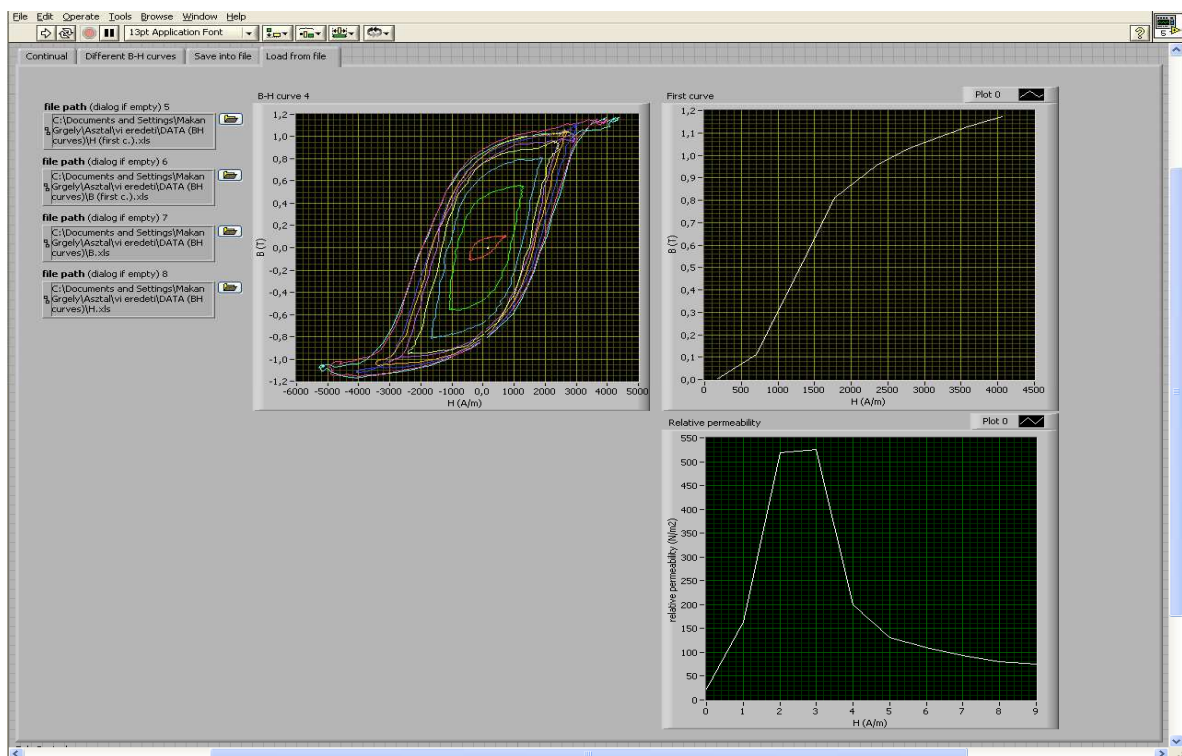 File Edit Operate Tools Browse Window Help
13pt Application Font
5
Continual Different B-H curves Save into file Load from file
file path (dialog if empty) 5
C:\Documents and Settings\Makan
Grgely\Asztal\vi eredeti\DATA (BH
curves)\H (first c.).xls
file path (dialog if empty) 6
C:\Documents and Settings\Makan
Grgely\Asztal\vi eredeti\DATA (BH
curves)\B (first c.).xls
file path (dialog if empty) 7
C:\Documents and Settings\Makan
Grgely\Asztal\vi eredeti\DATA (BH
curves)\B.xls
file path (dialog if empty) 8
C:\Documents and Settings\Makan
Grgely\Asztal\vi eredeti\DATA (BH
curves)\H.xls
B-H curve 4
1,2
1,0
0,8
0,6
0,4
0,2
0,0
-0,2
-0,4
-0,6
-0,8
-1,0
-1,2
B (T)
-6000 -5000 -4000 -3000 -2000 -1000 0,0 1000 2000 3000 4000 5000
H (A/m)
First curve
Plot 0
1,2
1,1
1,0
0,9
0,8
0,7
0,6
0,5
0,4
0,3
0,2
0,1
0,0
B (T)
0 500 1000 1500 2000 2500 3000 3500 4000 4500
H (A/m)
Relative permeability
Plot 0
550
500
450
400
350
300
250
200
150
100
50
0
relative permeability (N/m2)
0 1 2 3 4 5 6 7 8 9
H (A/m)